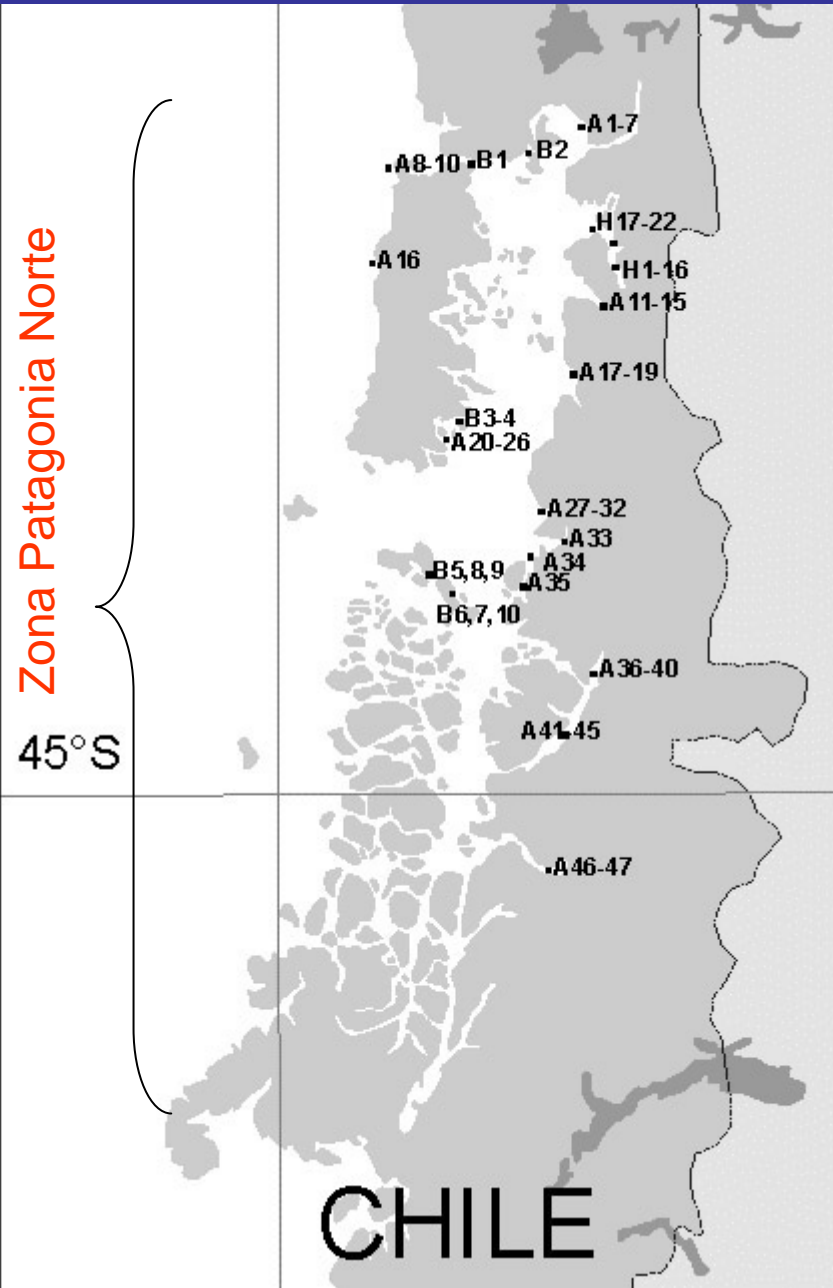 A1-7
B2
B1
A8-10
H17-22
A16
H1-16
A11-15
A17-19
B3-4
A20-26
A27-32
A33
A34
B5,8,9
A35
B6,7,10
A36-40
A41-45
Zona Patagonia Norte
45°S
A46-47
CHILE